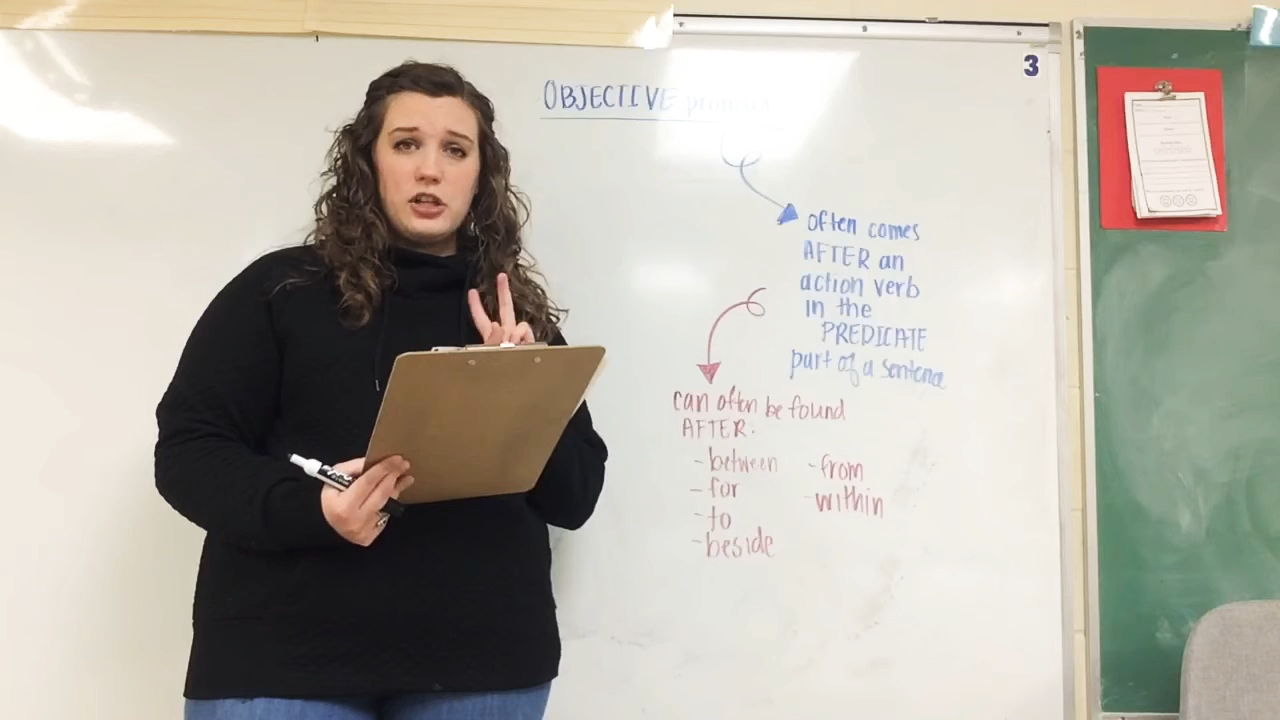 3
OBJECTIVE
often comes
AFTER an
action verb
in the
PREDICATE
part of a sentence
can often be found
AFTER:
-between
-for
-to
-beside
-from
-within